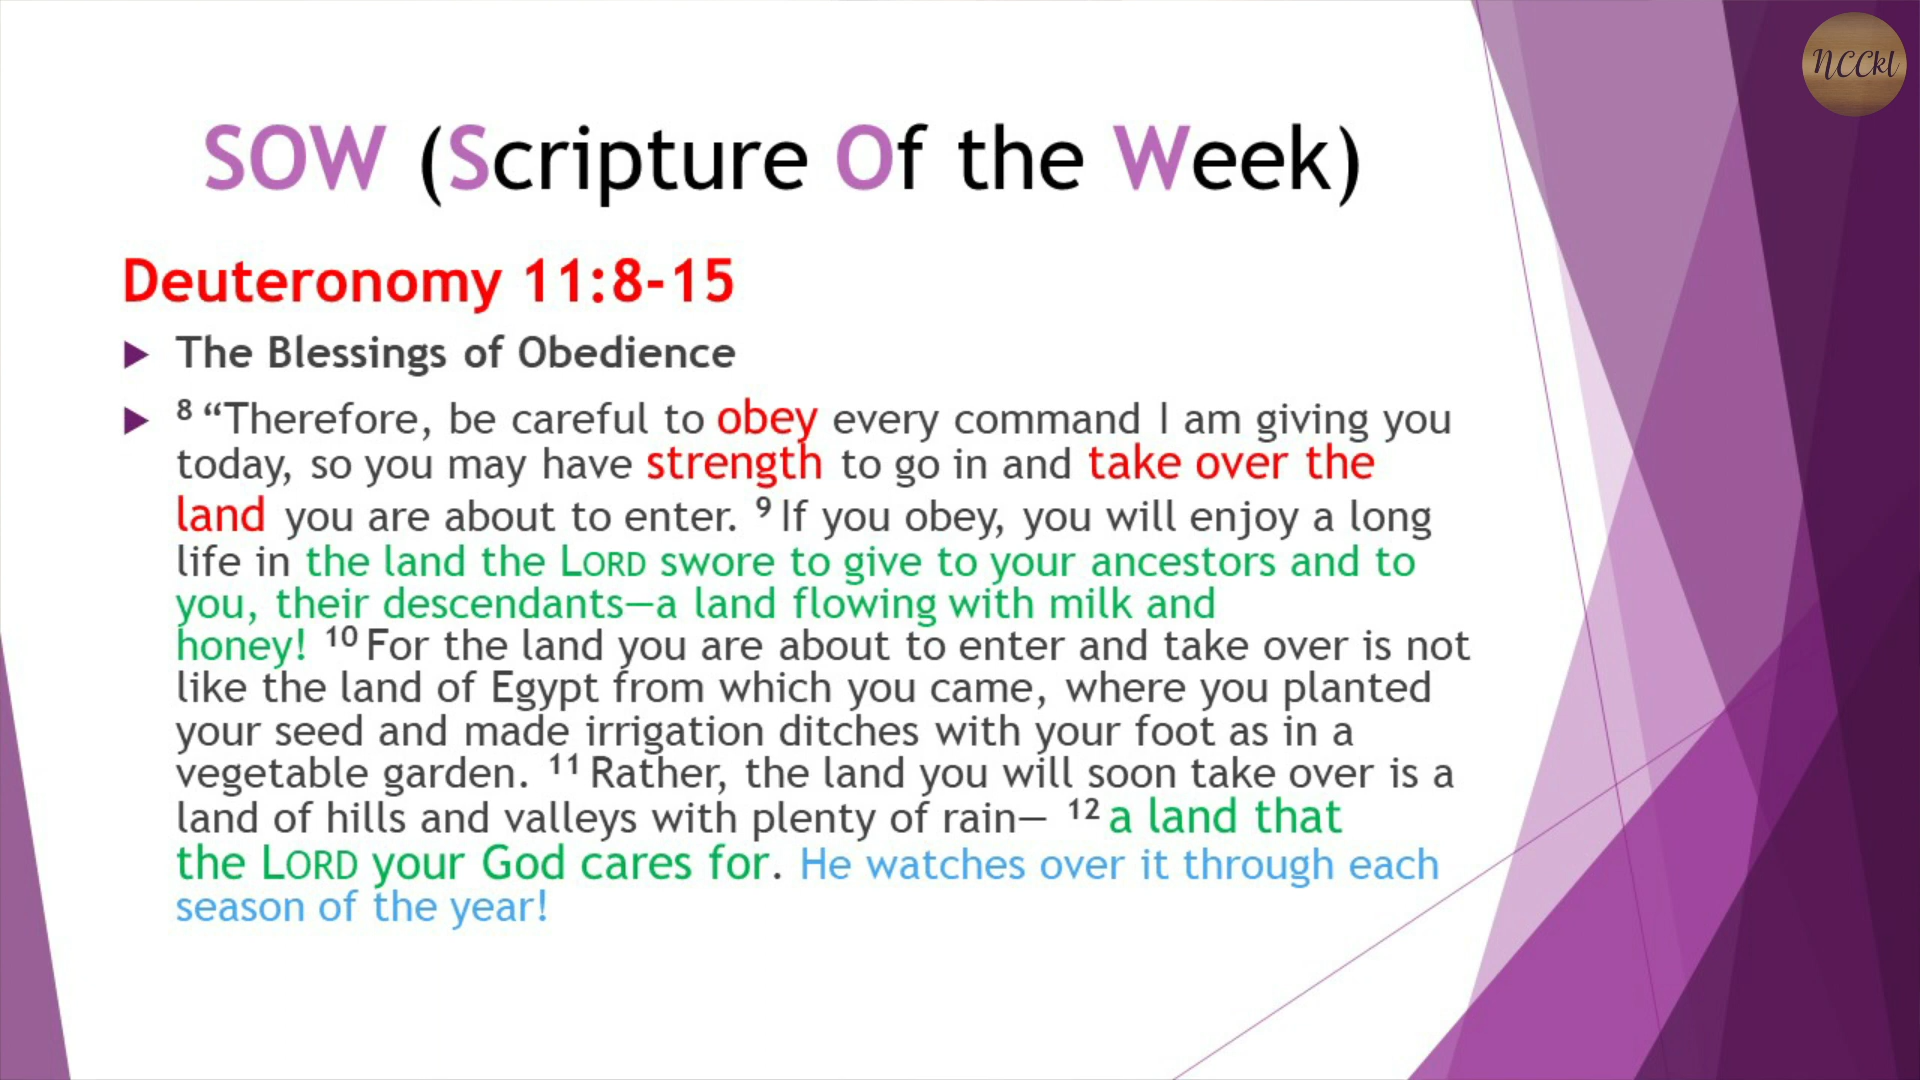 NCCkl
SOW (Scripture Of the Week)
Deuteronomy 11:8-15
The Blessings of Obedience
8 “Therefore, be careful to obey every command I am giving you
today, so you may have strength to go in and take over the
land you are about to enter. 9 If you obey, you will enjoy a long
life in the land the LORD swore to give to your ancestors and to
you, their descendants—a land flowing with milk and
honey! 10 For the land you are about to enter and take over is not
like the land of Egypt from which you came, where you planted
your seed and made irrigation ditches with your foot as in a
vegetable garden. 11 Rather, the land you will soon take over is a
land of hills and valleys with plenty of rain— 12 a land that
the LORD your God cares for. He watches over it through each
season of the year!